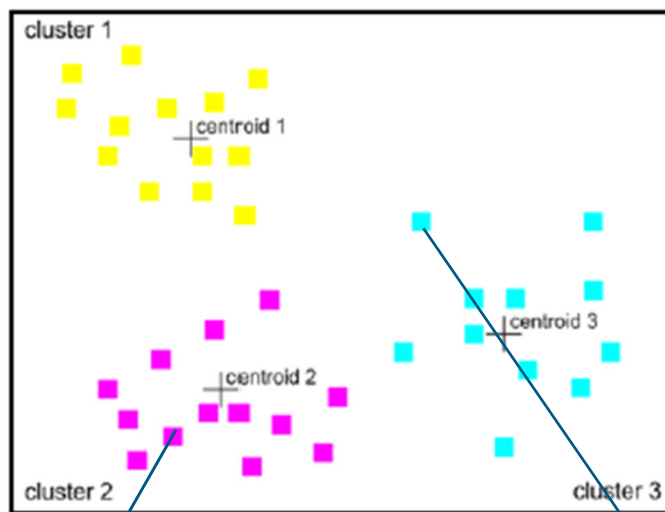 cluster 1
centroid 1
centroid 3
centroid 2
cluster 2
cluster 3